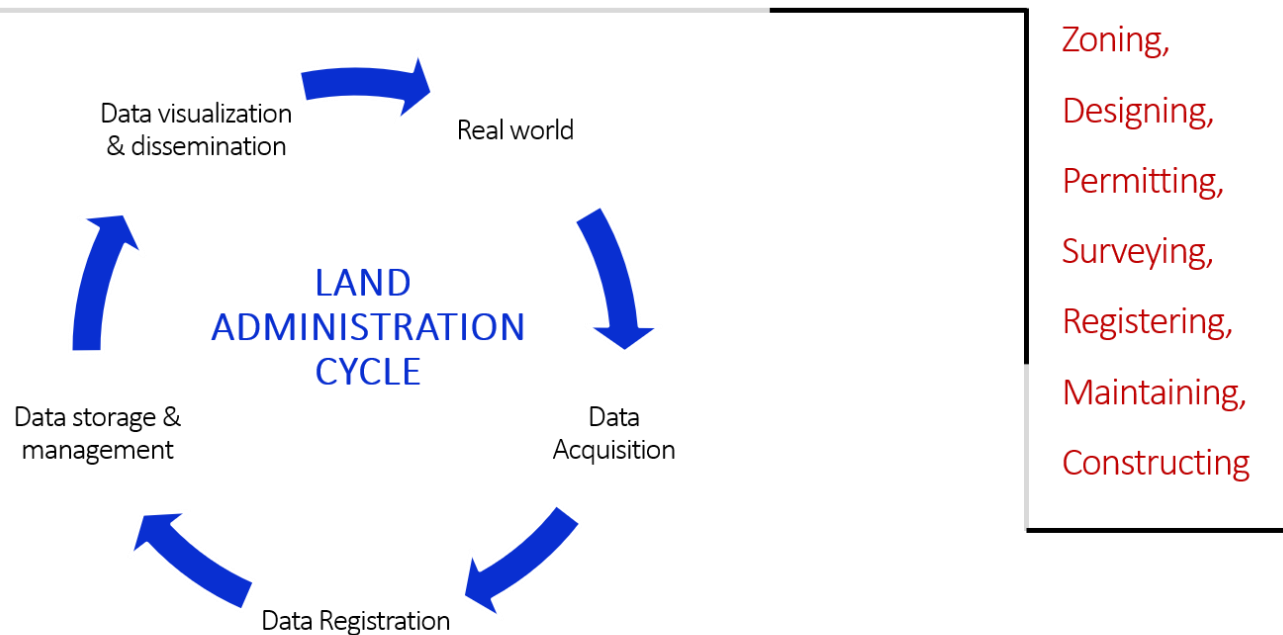 Data visualization
& dissemination
Real world
LAND
ADMINISTRATION
CYCLE
Data storage &
management
Data
Acquisition
Data Registration
Zoning,
Designing,
Permitting,
Surveying,
Registering,
Maintaining,
Constructing